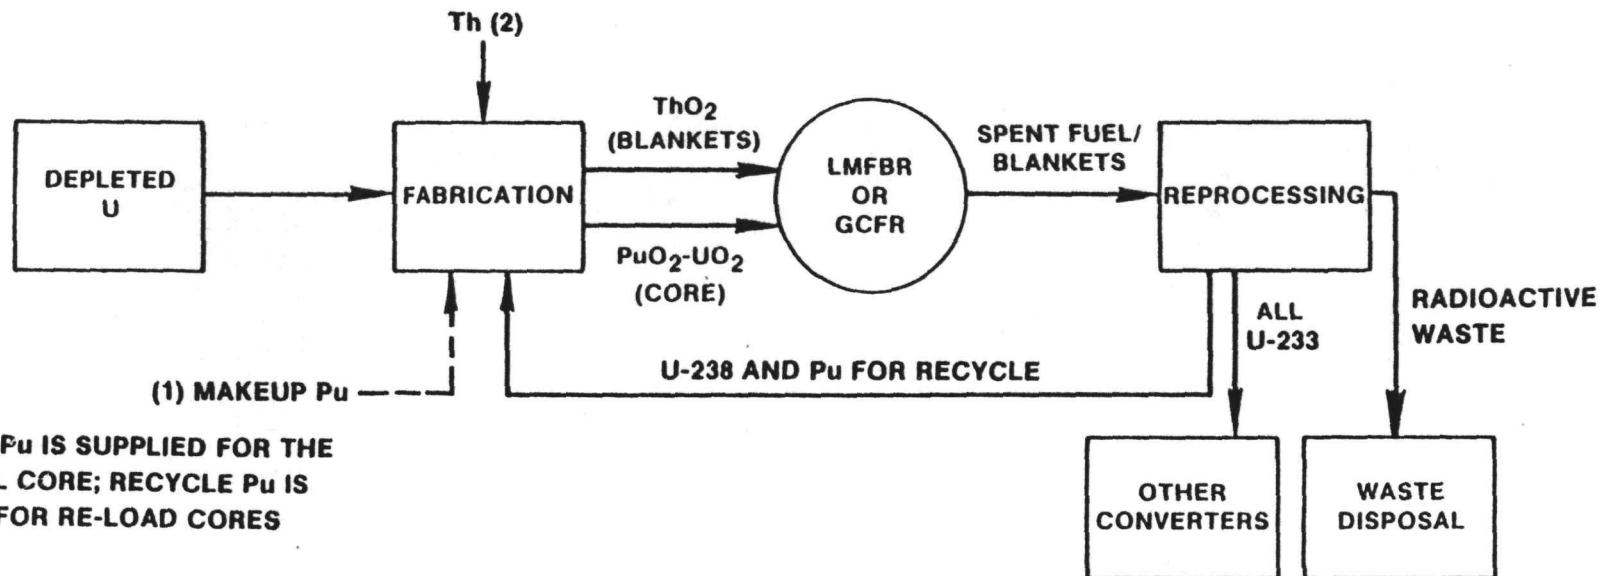 Th (2)
DEPLETED
U
FABRICATION
ThO₂
(BLANKETS)
PuO₂-UO₂
(CORE)
LMFBR
OR
GCFR
SPENT FUEL/
BLANKETS
REPROCESSING
RADIOACTIVE
WASTE
ALL
U-233
U-238 AND Pu FOR RECYCLE
(1) MAKEUP Pu
Pu IS SUPPLIED FOR THE
CORE; RECYCLE Pu IS
FOR RE-LOAD CORES
OTHER
CONVERTERS
WASTE
DISPOSAL